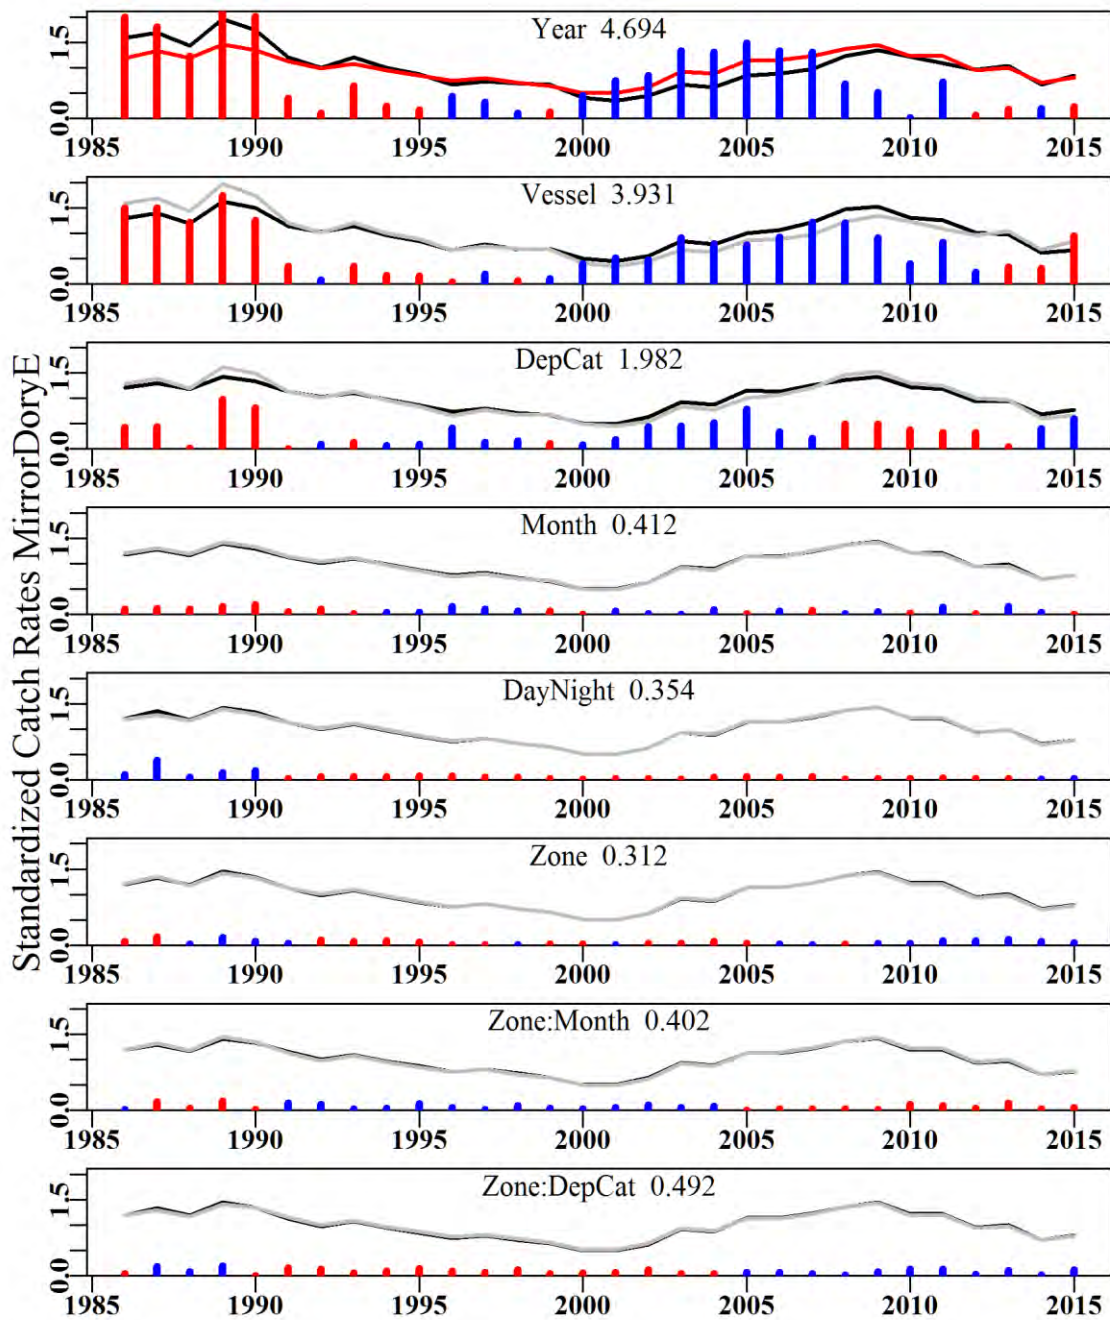 Standardized Catch Rates MirrorDoryE
Year 4.694
0.0 1.5
1985 1990 1995 2000 2005 2010 2015
Vessel 3.931
0.0 1.5
1985 1990 1995 2000 2005 2010 2015
DepCat 1.982
0.0 1.5
1985 1990 1995 2000 2005 2010 2015
Month 0.412
0.0 1.5
1985 1990 1995 2000 2005 2010 2015
DayNight 0.354
0.0 1.5
1985 1990 1995 2000 2005 2010 2015
Zone 0.312
0.0 1.5
1985 1990 1995 2000 2005 2010 2015
Zone:Month 0.402
0.0 1.5
1985 1990 1995 2000 2005 2010 2015
Zone:DepCat 0.492
0.0 1.5
1985 1990 1995 2000 2005 2010 2015